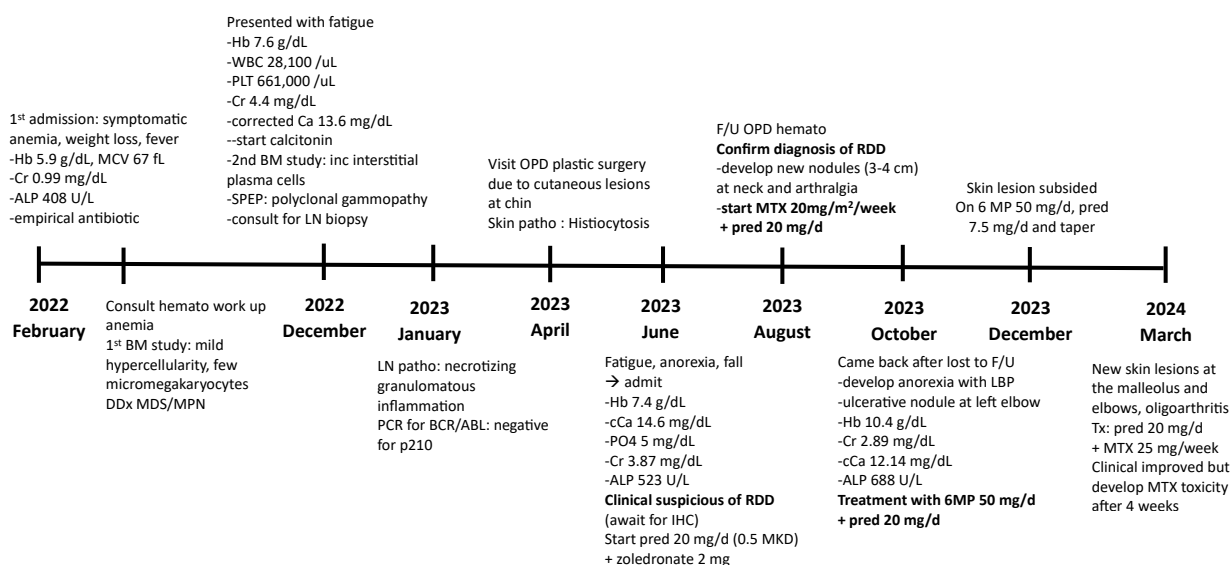 1st admission: symptomatic
anemia, weight loss, fever
-Hb 5.9 g/dL, MCV 67 fL
-Cr 0.99 mg/dL
-ALP 408 U/L
-empirical antibiotic
Presented with fatigue
-Hb 7.6 g/dL
-WBC 28,100 /uL
-PLT 661,000 /uL
-Cr 4.4 mg/dL
-corrected Ca 13.6 mg/dL
--start calcitonin
-2nd BM study: inc interstitial
plasma cells
-SPEP: polyclonal gammopathy
-consult for LN biopsy
Visit OPD plastic surgery
due to cutaneous lesions
at chin
Skin patho : Histiocytosis
F/U OPD hemato
Confirm diagnosis of RDD
-develop new nodules (3-4 cm)
at neck and arthralgia
-start MTX 20mg/m2/week
+ pred 20 mg/d
Skin lesion subsided
On 6 MP 50 mg/d, pred
7.5 mg/d and taper
2022
February
Consult hemato work up
anemia
1st BM study: mild
hypercellularity, few
micromegakaryocytes
DDx MDS/MPN
2022
December
2023
January
LN patho: necrotizing
granulomatous
inflammation
PCR for BCR/ABL: negative
for p210
2023
April
2023
June
Fatigue, anorexia, fall
→ admit
-Hb 7.4 g/dL
-cCa 14.6 mg/dL
-PO4 5 mg/dL
-Cr 3.87 mg/dL
-ALP 523 U/L
Clinical suspicious of RDD
(await for IHC)
Start pred 20 mg/d (0.5 MKD)
+ zoledronate 2 mg
2023
August
2023
October
Came back after lost to F/U
-develop anorexia with LBP
-ulcerative nodule at left elbow
-Hb 10.4 g/dL
-Cr 2.89 mg/dL
-cCa 12.14 mg/dL
-ALP 688 U/L
Treatment with 6MP 50 mg/d
+ pred 20 mg/d
2023
December
2024
March
New skin lesions at
the malleolus and
elbows, oligoarthritis
Tx: pred 20 mg/d
+ MTX 25 mg/week
Clinical improved but
develop MTX toxicity
after 4 weeks